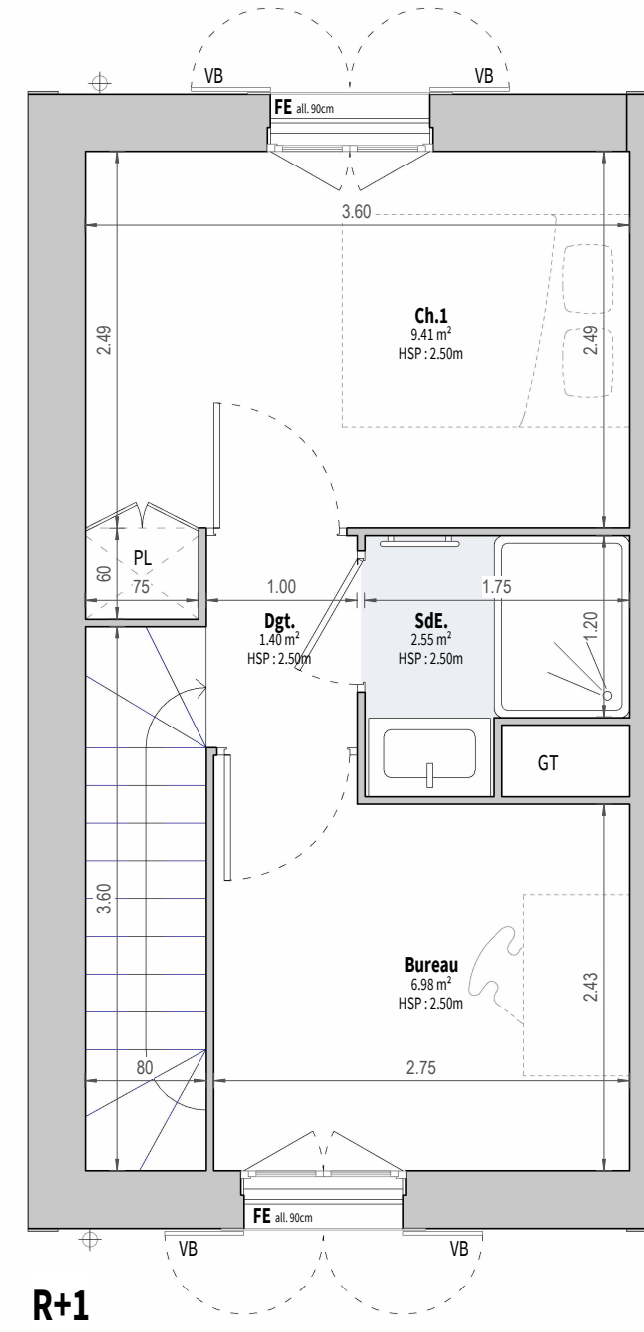 VB
VB
FE all. 90cm
3.60
2.49
2.49
Ch.1
9.41 m²
HSP : 2.50m
PL
60
75
1.00
1.75
Dgt.
1.40 m²
HSP : 2.50m
SdE.
2.55 m²
HSP : 2.50m
1.20
GT
3.60
Bureau
6.98 m²
HSP : 2.50m
2.43
80
2.75
FE all. 90cm
VB
VB
R+1